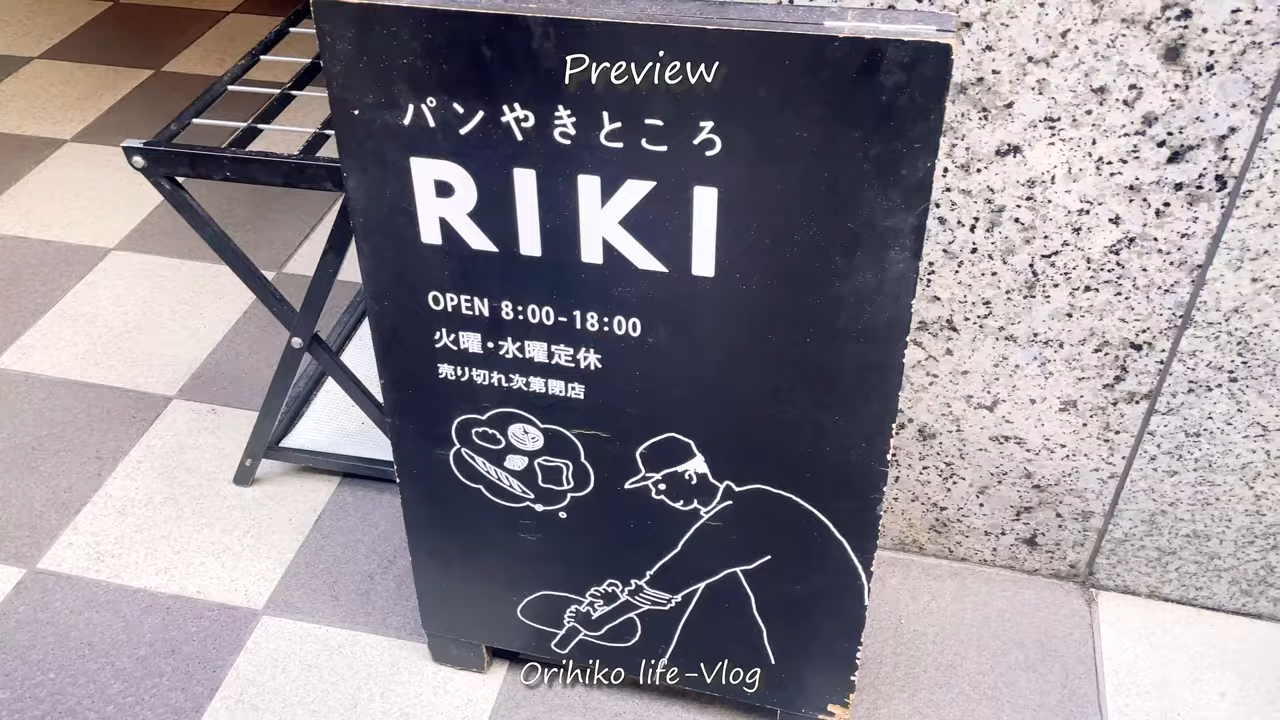 Preview
パンやきところ
RIKI
OPEN 8:00-18:00
火曜・水曜定休
売り切れ次第閉店
Orihiko life-Vlog